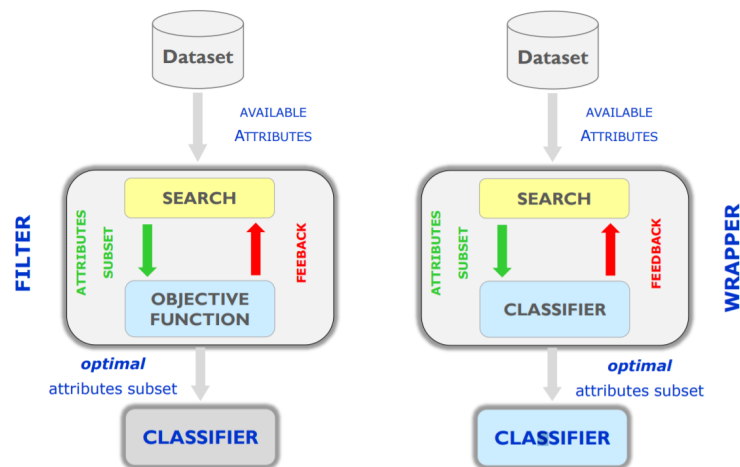 Dataset
AVAILABLE
ATTRIBUTES
FILTER
SEARCH
ATTRIBUTES
SUBSET
FEEBACK
OBJECTIVE
FUNCTION
optimal
attributes subset
CLASSIFIER
Dataset
AVAILABLE
ATTRIBUTES
SEARCH
ATTRIBUTES
SUBSET
FEEDBACK
WRAPPER
CLASSIFIER
optimal
attributes subset
CLASSIFIER